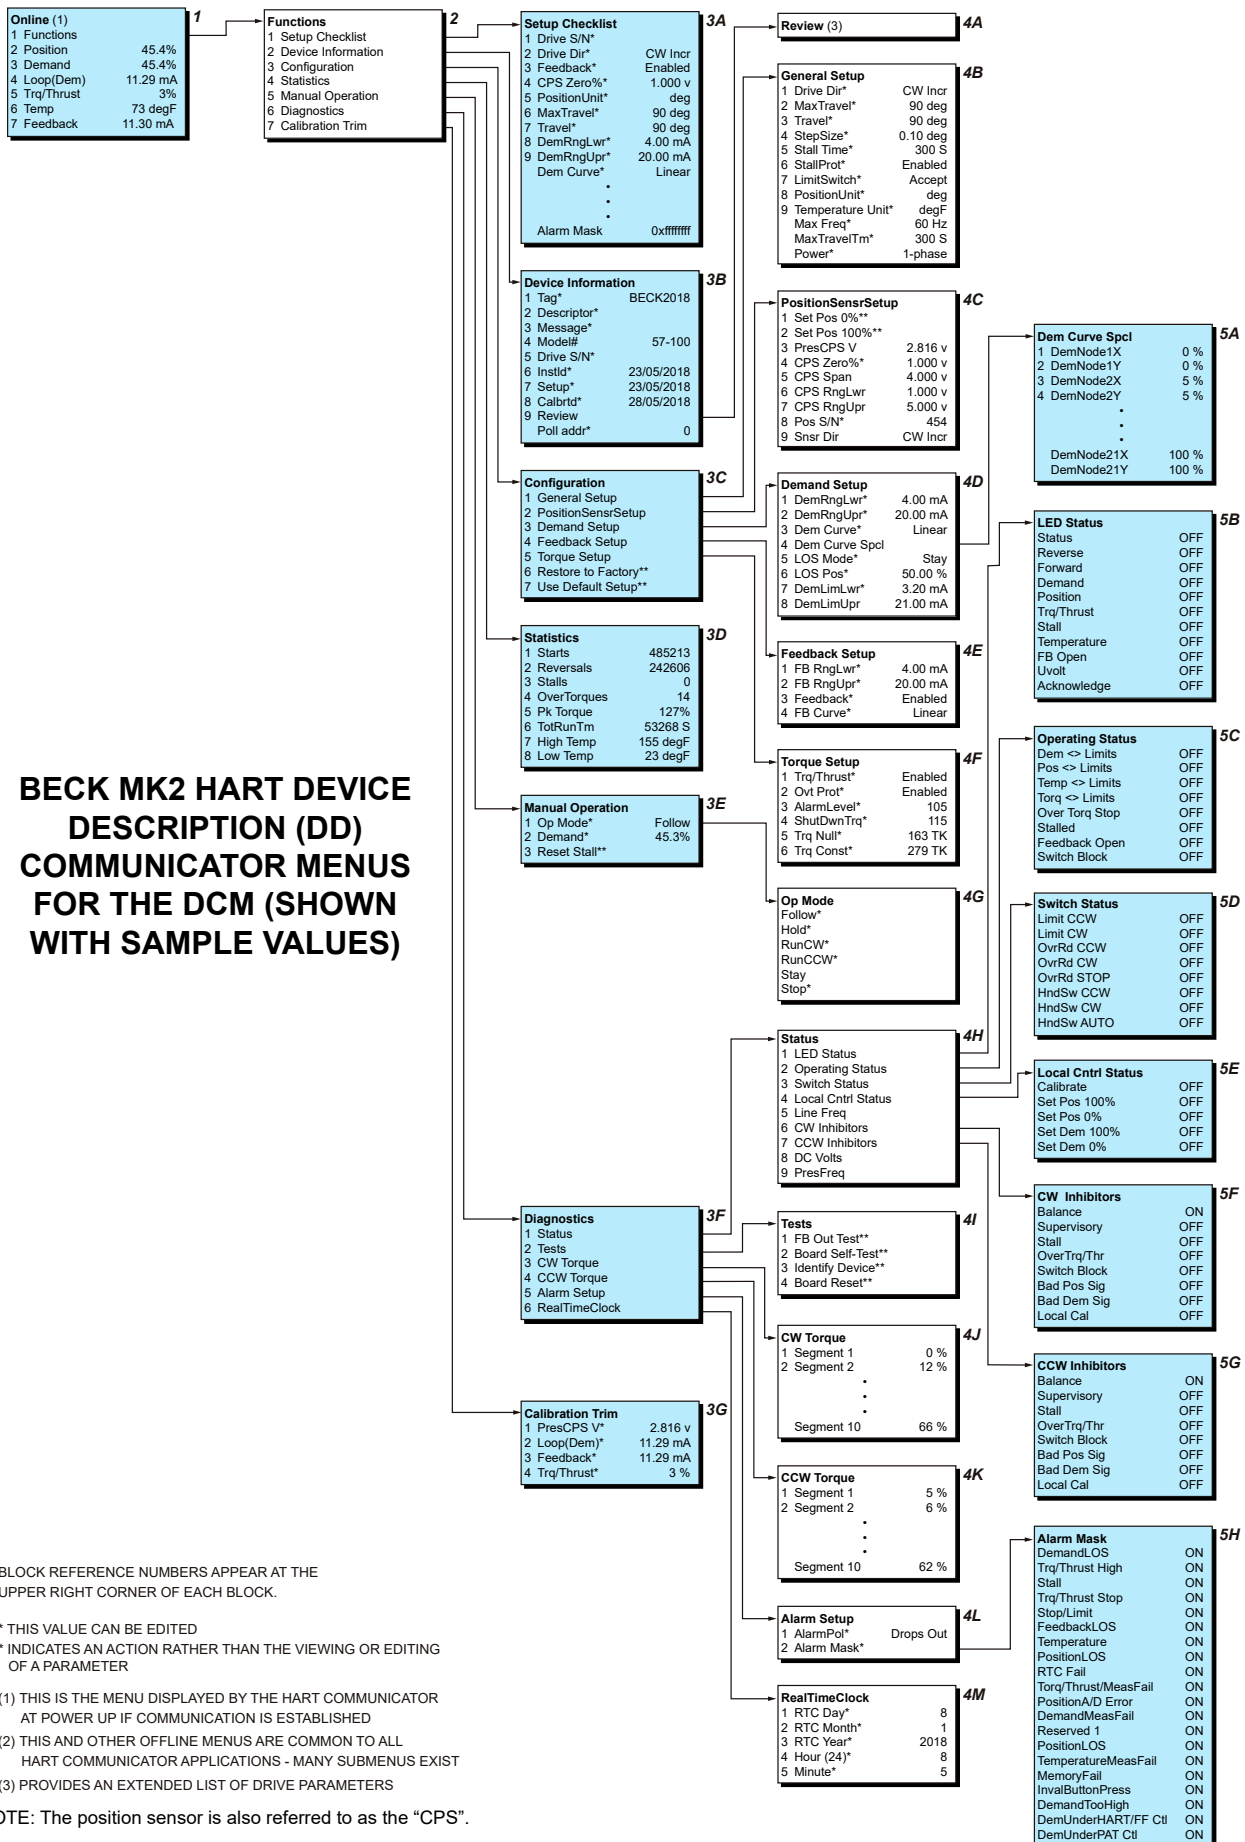 Online (1)
1 Functions
2 Position 45.4%
3 Demand 45.4%
4 Loop(Dem) 11.29 mA
5 Trq/Thrust 3%
6 Temp 73 degF
7 Feedback 11.30 mA
1
Functions
1 Setup Checklist
2 Device Information
3 Configuration
4 Statistics
5 Manual Operation
6 Diagnostics
7 Calibration Trim
2
Setup Checklist
1 Drive S/N*
2 Drive Dir* CW Incr
3 Feedback* Enabled
4 CPS Zero%* 1.000 v
5 PositionUnit* deg
6 MaxTravel* 90 deg
7 Travel* 90 deg
8 DemRngLwr* 4.00 mA
9 DemRngUpr* 20.00 mA
Dem Curve* Linear
•
•
•
Alarm Mask 0xffffffff
3A
Device Information
1 Tag* BECK2018
2 Descriptor*
3 Message*
4 Model# 57-100
5 Drive S/N*
6 Instld* 23/05/2018
7 Setup* 23/05/2018
8 Calbrtd* 28/05/2018
9 Review
Poll addr* 0
3B
Configuration
1 General Setup
2 PositionSensrSetup
3 Demand Setup
4 Feedback Setup
5 Torque Setup
6 Restore to Factory**
7 Use Default Setup**
3C
Statistics
1 Starts 485213
2 Reversals 242606
3 Stalls 0
4 OverTorques 14
5 Pk Torque 127%
6 TotRunTm 53268 S
7 High Temp 155 degF
8 Low Temp 23 degF
3D
Manual Operation
1 Op Mode* Follow
2 Demand* 45.3%
3 Reset Stall**
3E
Diagnostics
1 Status
2 Tests
3 CW Torque
4 CCW Torque
5 Alarm Setup
6 RealTimeClock
3F
Calibration Trim
1 PresCPS V* 2.816 v
2 Loop(Dem)* 11.29 mA
3 Feedback* 11.29 mA
4 Trq/Thrust* 3 %
3G
Review (3)
4A
General Setup
1 Drive Dir* CW Incr
2 MaxTravel* 90 deg
3 Travel* 90 deg
4 StepSize* 0.10 deg
5 Stall Time* 300 S
6 StallProt* Enabled
7 LimitSwitch* Accept
8 PositionUnit* deg
9 Temperature Unit* degF
Max Freq* 60 Hz
MaxTravelTm* 300 S
Power* 1-phase
4B
PositionSensrSetup
1 Set Pos 0%**
2 Set Pos 100%**
3 PresCPS V 2.816 v
4 CPS Zero%* 1.000 v
5 CPS Span 4.000 v
6 CPS RngLwr 1.000 v
7 CPS RngUpr 5.000 v
8 Pos S/N* 454
9 Snsr Dir CW Incr
4C
Demand Setup
1 DemRngLwr* 4.00 mA
2 DemRngUpr* 20.00 mA
3 Dem Curve* Linear
4 Dem Curve Spcl
5 LOS Mode* Stay
6 LOS Pos* 50.00 %
7 DemLimLwr* 3.20 mA
8 DemLimUpr 21.00 mA
4D
Feedback Setup
1 FB RngLwr* 4.00 mA
2 FB RngUpr* 20.00 mA
3 Feedback* Enabled
4 FB Curve* Linear
4E
Torque Setup
1 Trq/Thrust* Enabled
2 Ovt Prot* Enabled
3 AlarmLevel* 105
4 ShutDwnTrq* 115
5 Trq Null* 163 TK
6 Trq Const* 279 TK
4F
Op Mode
Follow*
Hold*
RunCW*
RunCCW*
Stay
Stop*
4G
Status
1 LED Status
2 Operating Status
3 Switch Status
4 Local Cntrl Status
5 Line Freq
6 CW Inhibitors
7 CCW Inhibitors
8 DC Volts
9 PresFreq
4H
Tests
1 FB Out Test**
2 Board Self-Test**
3 Identify Device**
4 Board Reset**
4I
CW Torque
1 Segment 1 0 %
2 Segment 2 12 %
•
•
•
Segment 10 66 %
4J
CCW Torque
1 Segment 1 5 %
2 Segment 2 6 %
•
•
•
Segment 10 62 %
4K
Alarm Setup
1 AlarmPol* Drops Out
2 Alarm Mask*
4L
RealTimeClock
1 RTC Day* 8
2 RTC Month* 1
3 RTC Year* 2018
4 Hour (24)* 8
5 Minute* 5
4M
Dem Curve Spcl
1 DemNode1X 0 %
2 DemNode1Y 0 %
3 DemNode2X 5 %
4 DemNode2Y 5 %
•
•
•
DemNode21X 100 %
DemNode21Y 100 %
5A
LED Status
Status OFF
Reverse OFF
Forward OFF
Demand OFF
Position OFF
Trq/Thrust OFF
Stall OFF
Temperature OFF
FB Open OFF
Uvolt OFF
Acknowledge OFF
5B
Operating Status
Dem <> Limits OFF
Pos <> Limits OFF
Temp <> Limits OFF
Torq <> Limits OFF
Over Torq Stop OFF
Stalled OFF
Feedback Open OFF
Switch Block OFF
5C
Switch Status
Limit CCW OFF
Limit CW OFF
OvrRd CCW OFF
OvrRd CW OFF
OvrRd STOP OFF
HndSw CCW OFF
HndSw CW OFF
HndSw AUTO OFF
5D
Local Cntrl Status
Calibrate OFF
Set Pos 100% OFF
Set Pos 0% OFF
Set Dem 100% OFF
Set Dem 0% OFF
5E
CW Inhibitors
Balance ON
Supervisory OFF
Stall OFF
OverTrq/Thr OFF
Switch Block OFF
Bad Pos Sig OFF
Bad Dem Sig OFF
Local Cal OFF
5F
CCW Inhibitors
Balance ON
Supervisory OFF
Stall OFF
OverTrq/Thr OFF
Switch Block OFF
Bad Pos Sig OFF
Bad Dem Sig OFF
Local Cal OFF
5G
Alarm Mask
DemandLOS ON
Trq/Thrust High ON
Stall ON
Trq/Thrust Stop ON
Stop/Limit ON
FeedbackLOS ON
Temperature ON
PositionLOS ON
RTC Fail ON
Torq/Thrust/MeasFail ON
PositionA/D Error ON
DemandMeasFail ON
Reserved 1 ON
PositionLOS ON
TemperatureMeasFail ON
MemoryFail ON
InvalButtonPress ON
DemandTooHigh ON
DemUnderHART/FF Ctl ON
DemUnderPAT Ctl ON
5H
BECK MK2 HART DEVICE
DESCRIPTION (DD)
COMMUNICATOR MENUS
FOR THE DCM (SHOWN
WITH SAMPLE VALUES)
BLOCK REFERENCE NUMBERS APPEAR AT THE
UPPER RIGHT CORNER OF EACH BLOCK.
* THIS VALUE CAN BE EDITED
* INDICATES AN ACTION RATHER THAN THE VIEWING OR EDITING
OF A PARAMETER
(1) THIS IS THE MENU DISPLAYED BY THE HART COMMUNICATOR
AT POWER UP IF COMMUNICATION IS ESTABLISHED
(2) THIS AND OTHER OFFLINE MENUS ARE COMMON TO ALL
HART COMMUNICATOR APPLICATIONS - MANY SUBMENUS EXIST
(3) PROVIDES AN EXTENDED LIST OF DRIVE PARAMETERS
OTE: The position sensor is also referred to as the “CPS”.